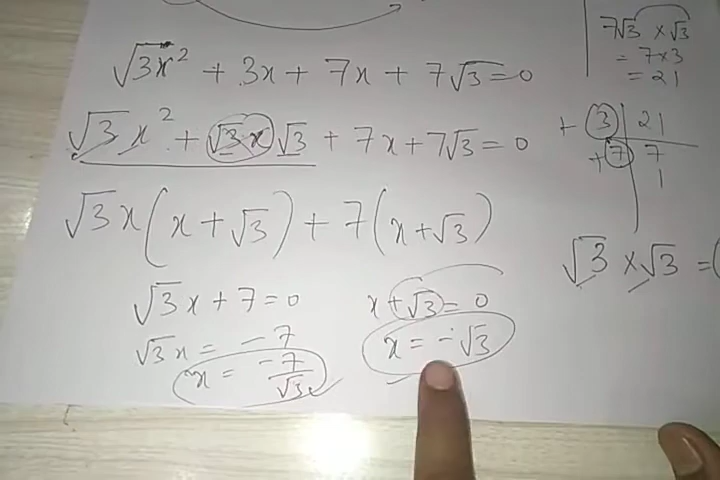 √3x² + 3x + 7x + 7√3 = 0
√3 x² + √3 x √3 + 7x + 7√3 = 0
√3 x (x + √3) + 7 (x + √3)
√3 x + 7 = 0
√3 x = -7
x = -7/√3
x + √3 = 0
x = -√3
7√3 × √3
= 7 × 3
= 21
+ 3 | 21
+ 7 | 7
1
√3 × √3 = (